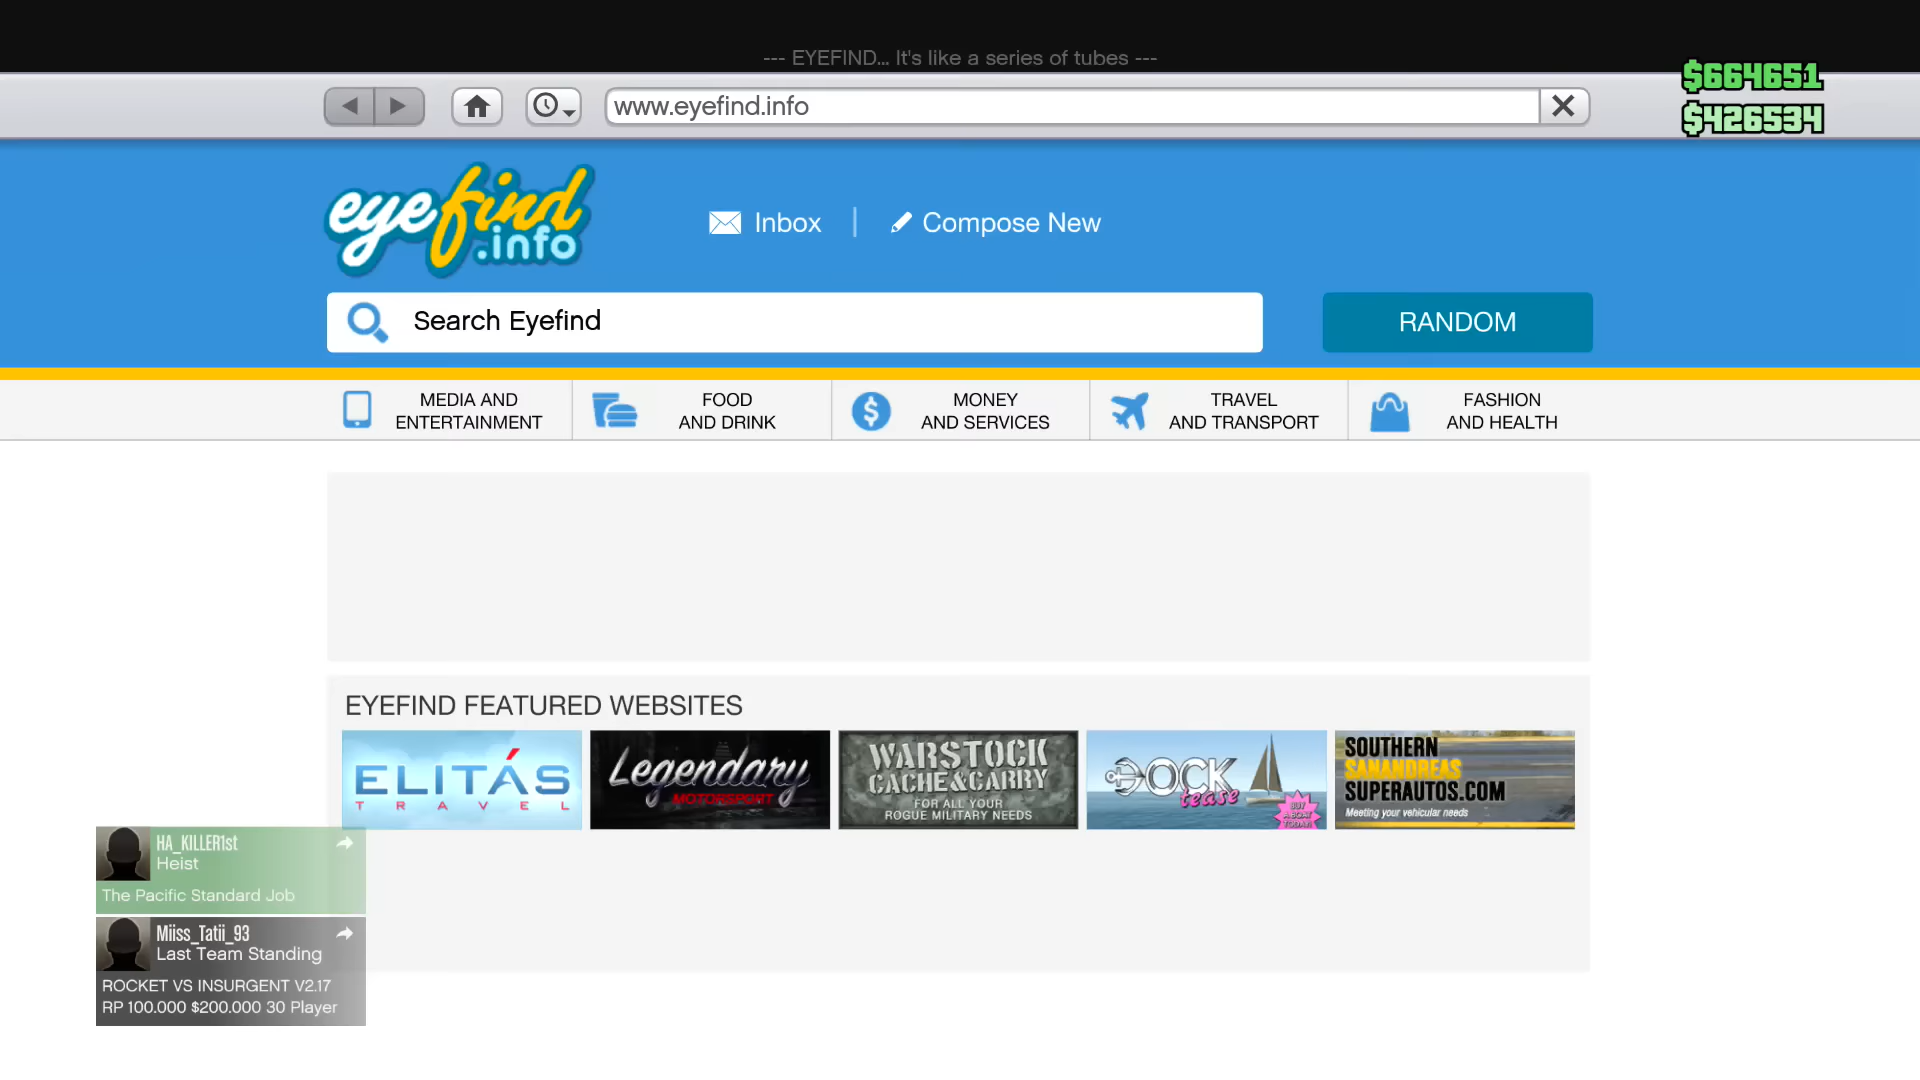 --- EYEFIND... It's like a series of tubes ---
$664651
www.eyefind.info
$426534
eyefind
.info
Inbox
Compose New
Search Eyefind
RANDOM
MEDIA AND
ENTERTAINMENT
FOOD
AND DRINK
MONEY
AND SERVICES
TRAVEL
AND TRANSPORT
FASHION
AND HEALTH
EYEFIND FEATURED WEBSITES
ELITÁS
TRAVEL
Legendary
MOTORSPORT
WARSTOCK
CACHE&CARRY
FOR ALL YOUR
ROGUE MILITARY NEEDS
DOCK
tease
BUY
A BOAT
TODAY!
SOUTHERN
SANANDREAS
SUPERAUTOS.COM
Meeting your vehicular needs
HA_KILLER1st
Heist
The Pacific Standard Job
Miiss_Tatii_93
Last Team Standing
ROCKET VS INSURGENT V2.17
RP 100.000 $200.000 30 Player